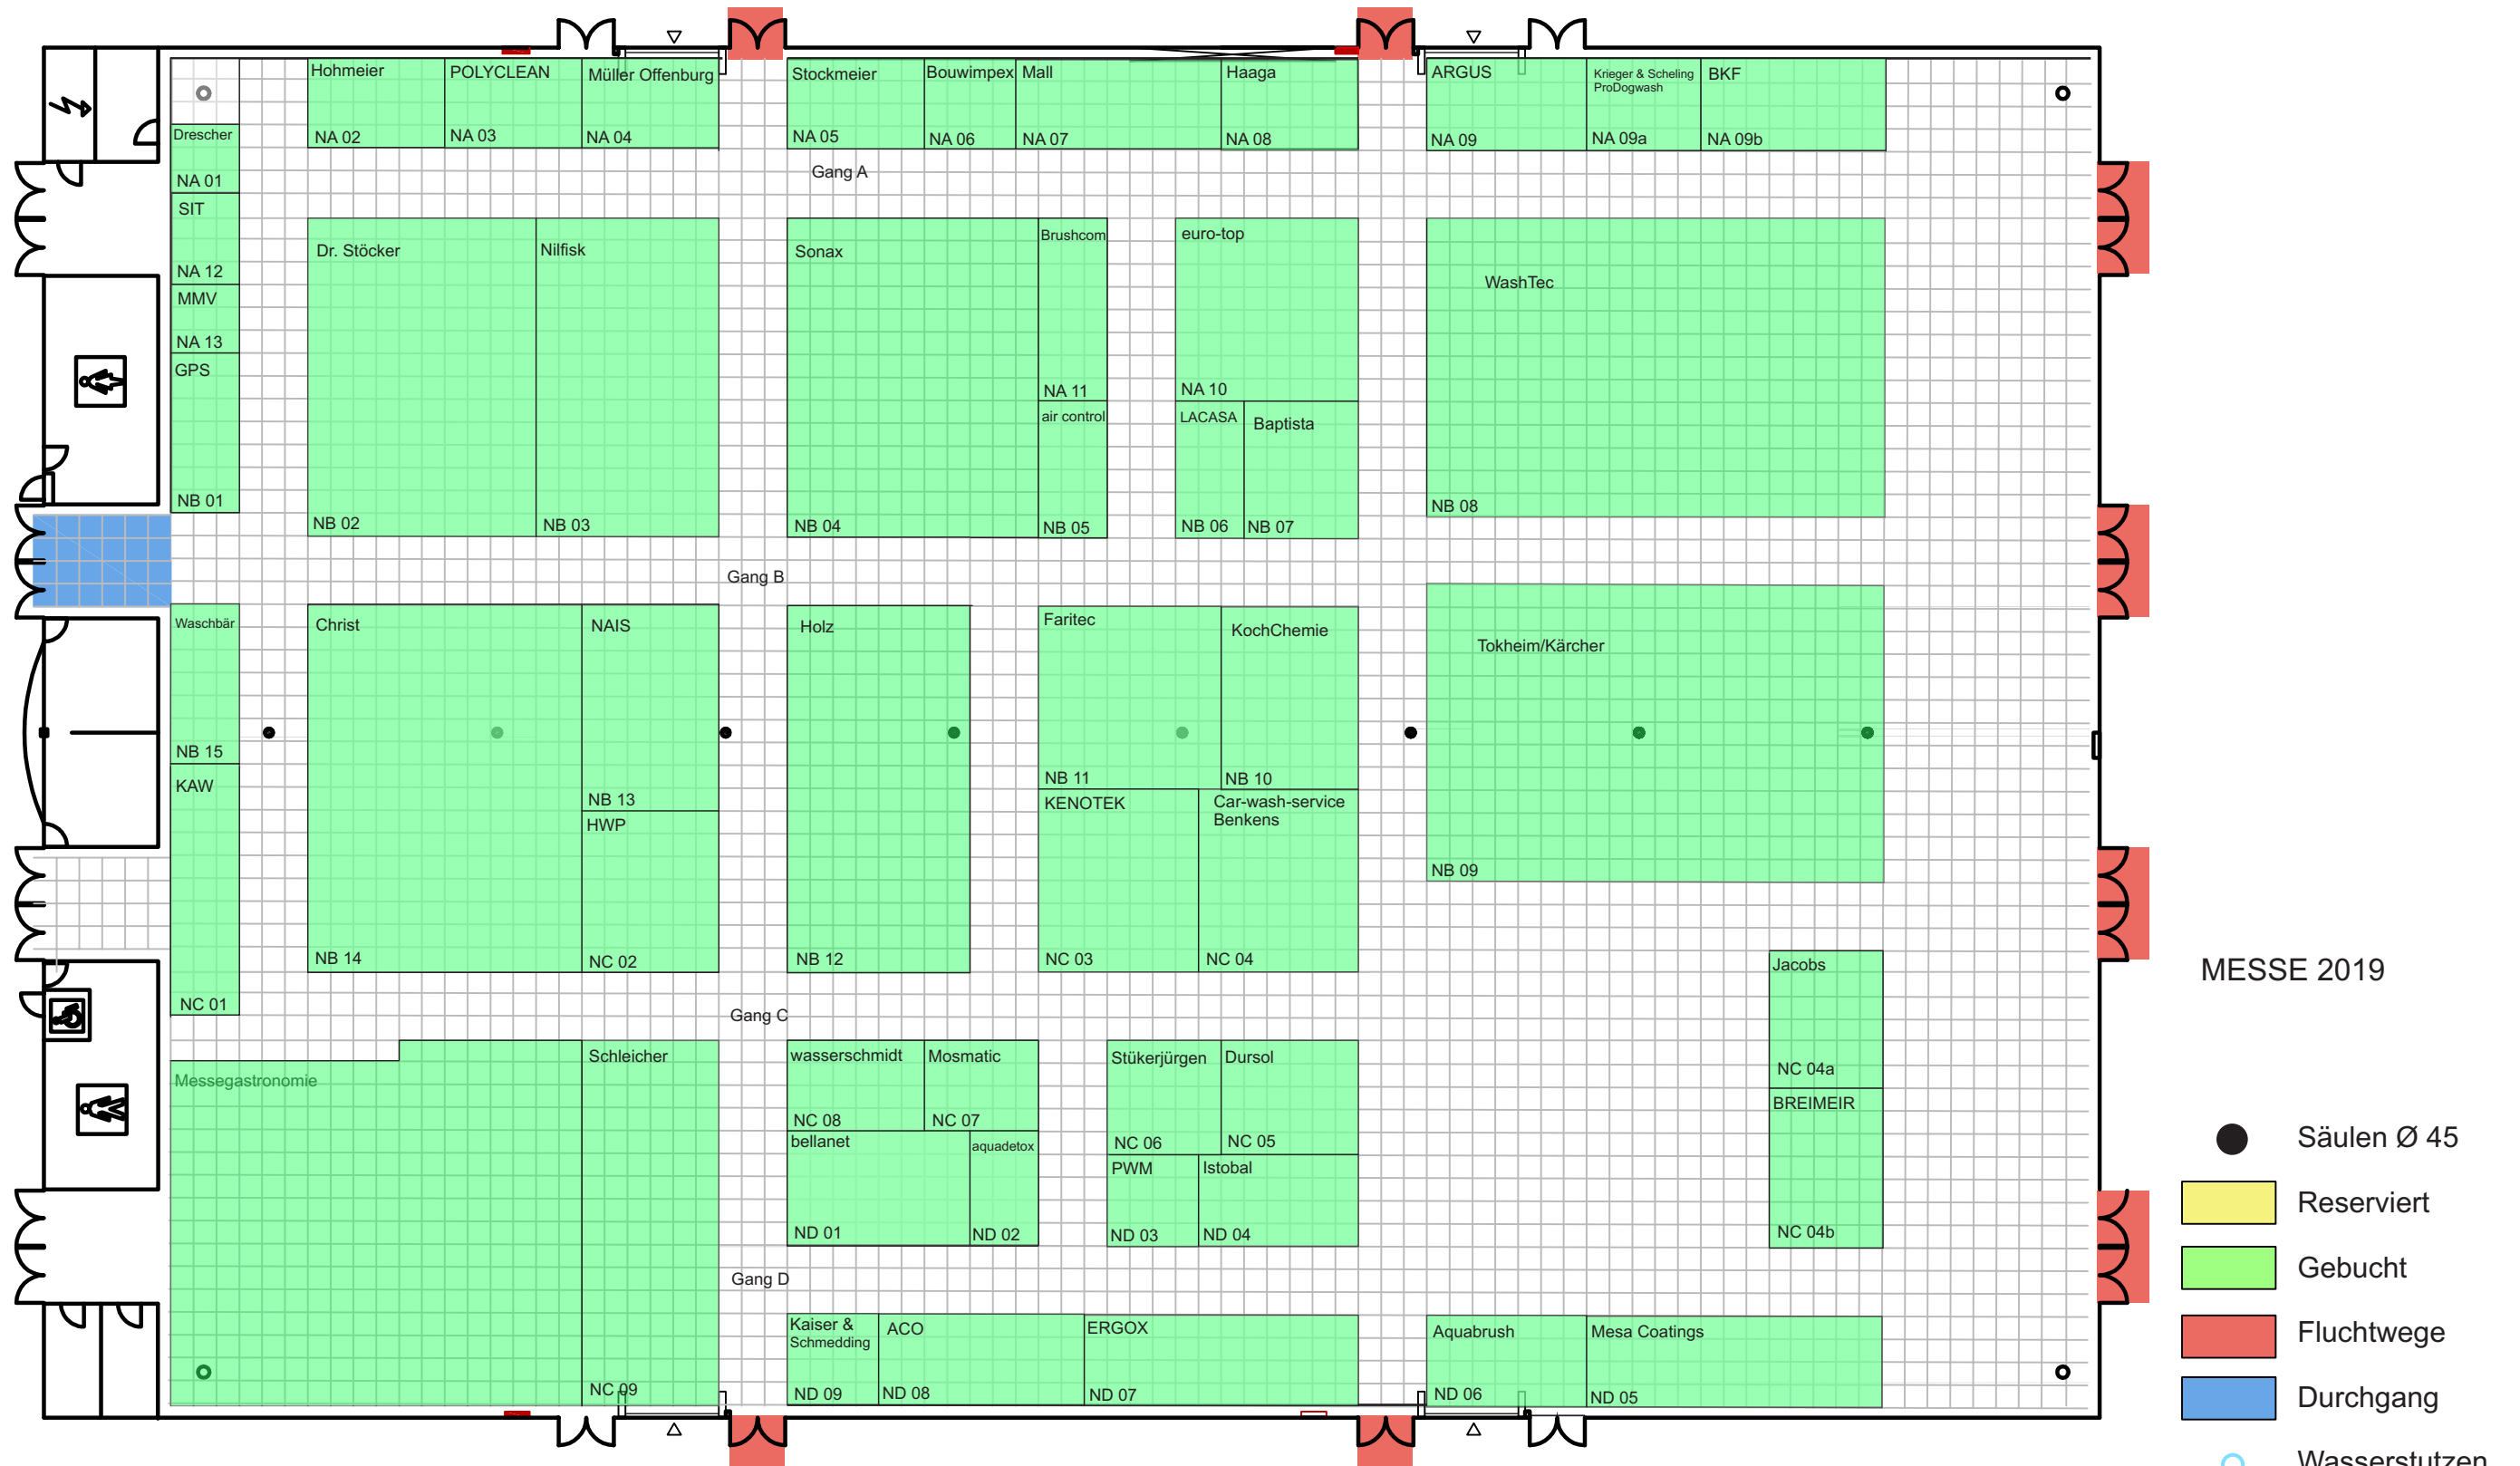 Hohmeier
NA 02
POLYCLEAN
NA 03
Müller Offenburg
NA 04
Stockmeier
NA 05
Bouwimpex
NA 06
Mall
NA 07
Haaga
NA 08
ARGUS
NA 09
Krieger & Scheling
ProDogwash
NA 09a
BKF
NA 09b
Drescher
NA 01
SIT
NA 12
MMV
NA 13
GPS
NB 01
Gang A
Dr. Stöcker
NB 02
Nilfisk
NB 03
Sonax
NB 04
Brushcom
NA 11
air control
NB 05
euro-top
NA 10
LACASA
NB 06
Baptista
NB 07
WashTec
NB 08
Gang B
Waschbär
NB 15
KAW
NC 01
Christ
NB 14
NAIS
NB 13
HWP
NC 02
Holz
NB 12
Faritec
NB 11
KochChemie
NB 10
KENOTEK
NC 03
Car-wash-service
Benkens
NC 04
Tokheim/Kärcher
NB 09
Jacobs
NC 04a
BREIMEIR
NC 04b
Gang C
Messegastronomie
Schleicher
NC 09
wasserschmidt
NC 08
Mosmatic
NC 07
bellanet
ND 01
aquadetox
ND 02
Stükerjürgen
NC 06
Dursol
NC 05
PWM
ND 03
Istobal
ND 04
Gang D
Kaiser &
Schmedding
ND 09
ACO
ND 08
ERGOX
ND 07
Aquabrush
ND 06
Mesa Coatings
ND 05
MESSE 2019
Säulen Ø 45
Reserviert
Gebucht
Fluchtwege
Durchgang
Wasserstutzen